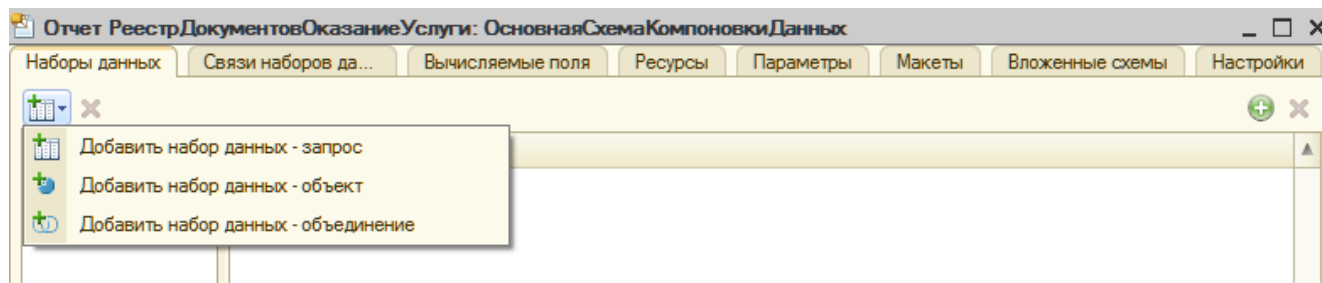 Отчет РеестрДокументовОказаниеУслуги: ОсновнаяСхемаКомпоновкиДанных
Наборы данных Связи наборов да... Вычисляемые поля Ресурсы Параметры Макеты Вложенные схемы Настройки
Добавить набор данных - запрос
Добавить набор данных - объект
Добавить набор данных - объединение